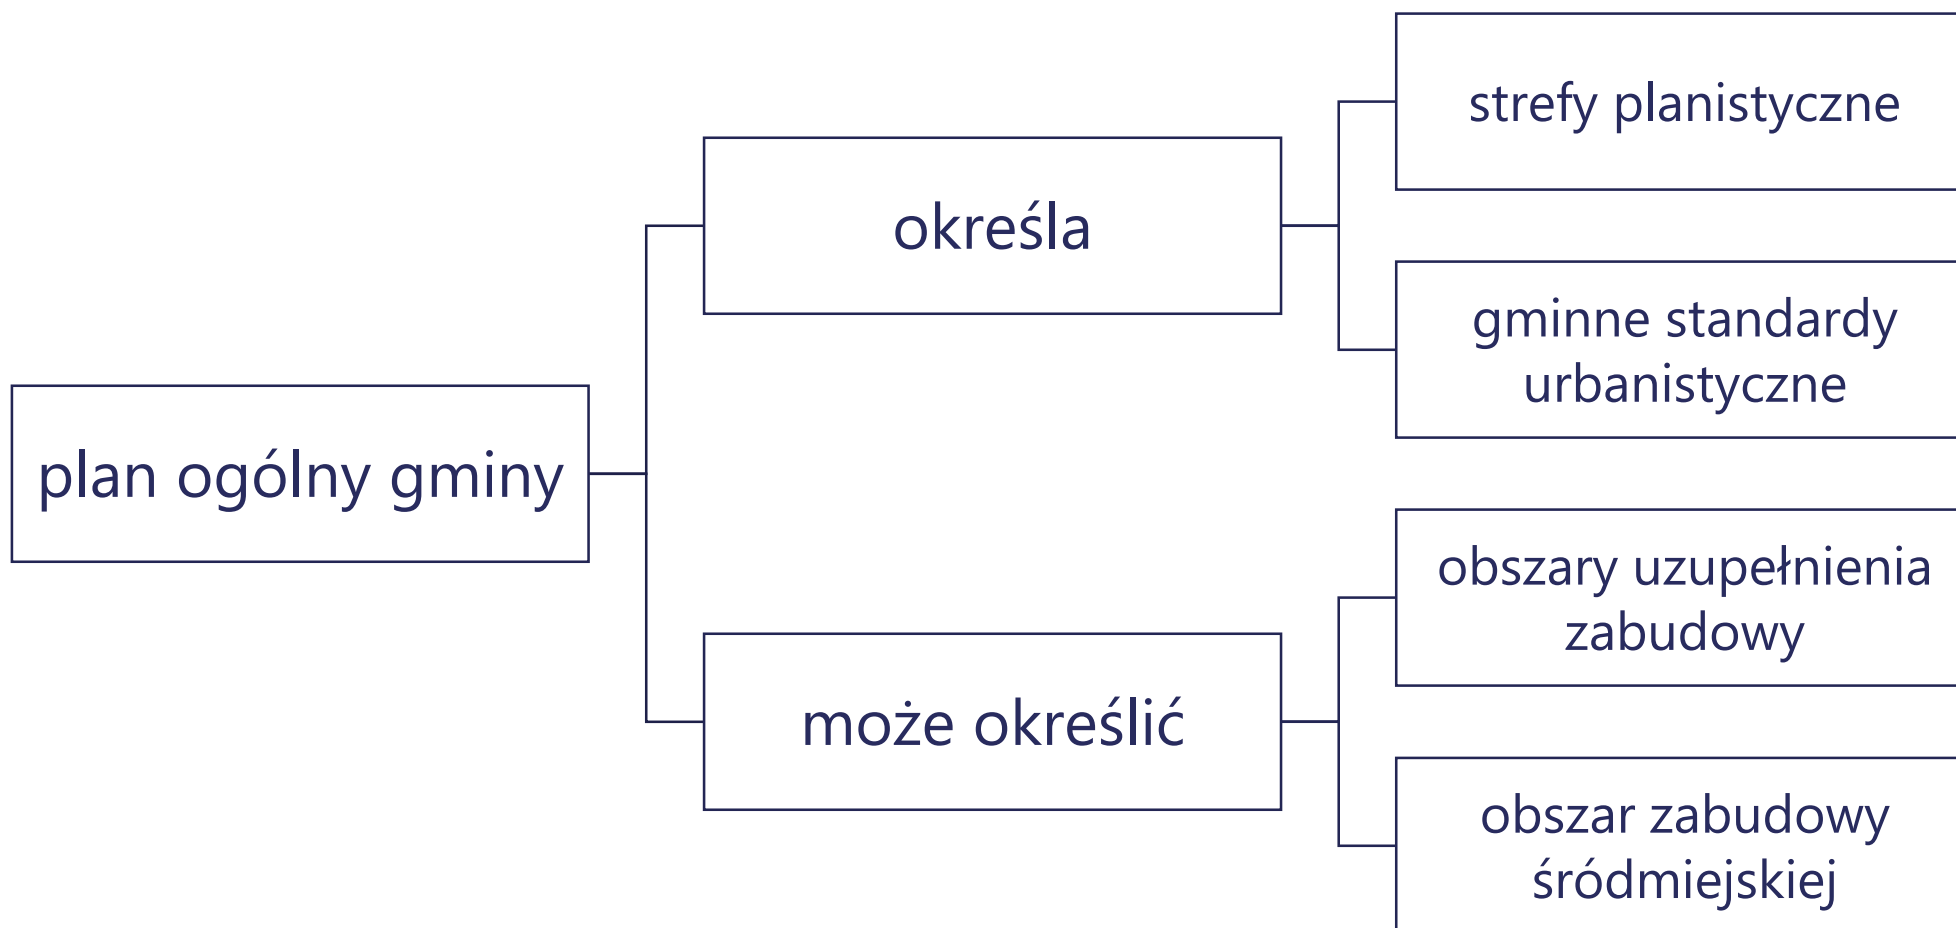 plan ogólny gminy
określa
strefy planistyczne
gminne standardy
urbanistyczne
może określić
obszary uzupełnienia
zabudowy
obszar zabudowy
śródmiejskiej